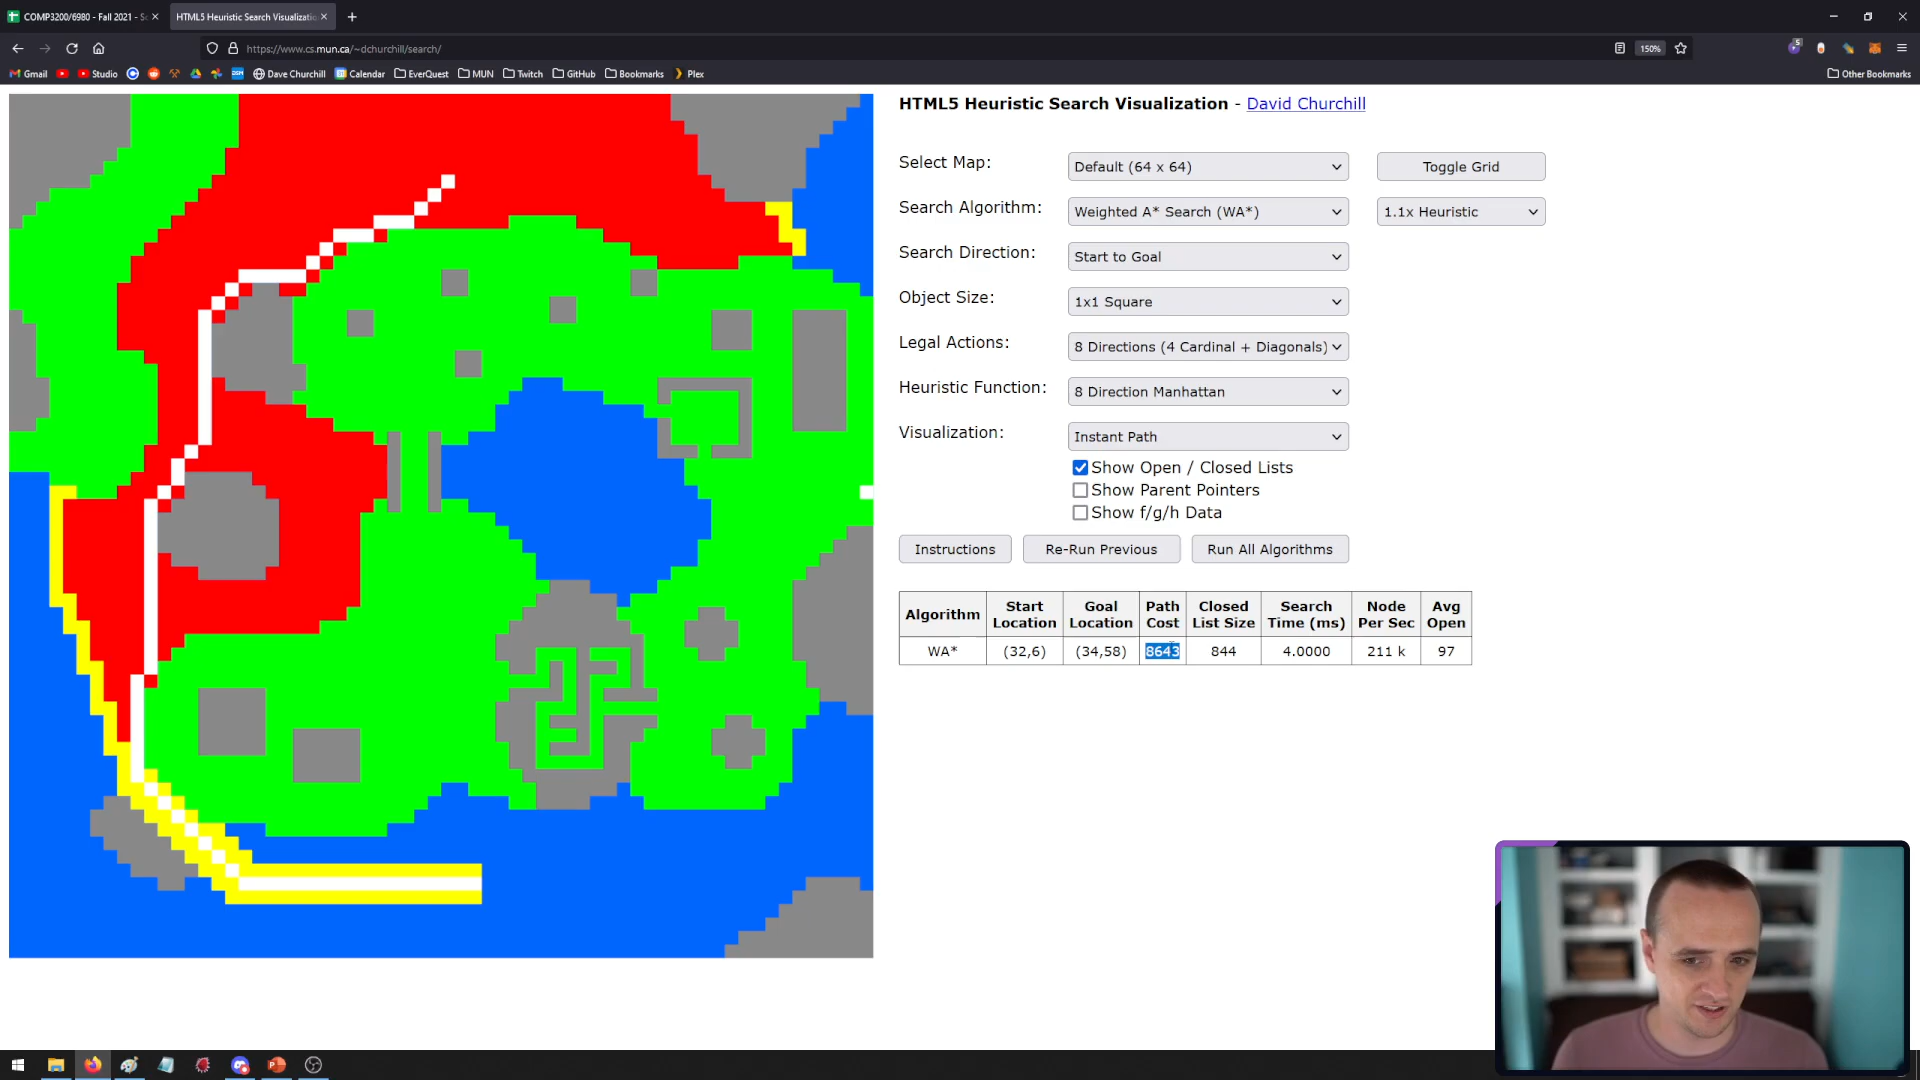 COMP3200/6980 - Fall 2021 - Sc
HTML5 Heuristic Search Visualizatio
https://www.cs.mun.ca/~dchurchill/search/
150%
5
Gmail
Studio
Dave Churchill
Calendar
EverQuest
MUN
Twitch
GitHub
Bookmarks
Plex
Other Bookmarks
HTML5 Heuristic Search Visualization - David Churchill
Select Map: Default (64 x 64) Toggle Grid
Search Algorithm: Weighted A* Search (WA*) 1.1x Heuristic
Search Direction: Start to Goal
Object Size: 1x1 Square
Legal Actions: 8 Directions (4 Cardinal + Diagonals)
Heuristic Function: 8 Direction Manhattan
Visualization: Instant Path
Show Open / Closed Lists
Show Parent Pointers
Show f/g/h Data
Instructions Re-Run Previous Run All Algorithms
Algorithm Start Location Goal Location Path Cost Closed List Size Search Time (ms) Node Per Sec Avg Open
WA* (32,6) (34,58) 8643 844 4.0000 211 k 97